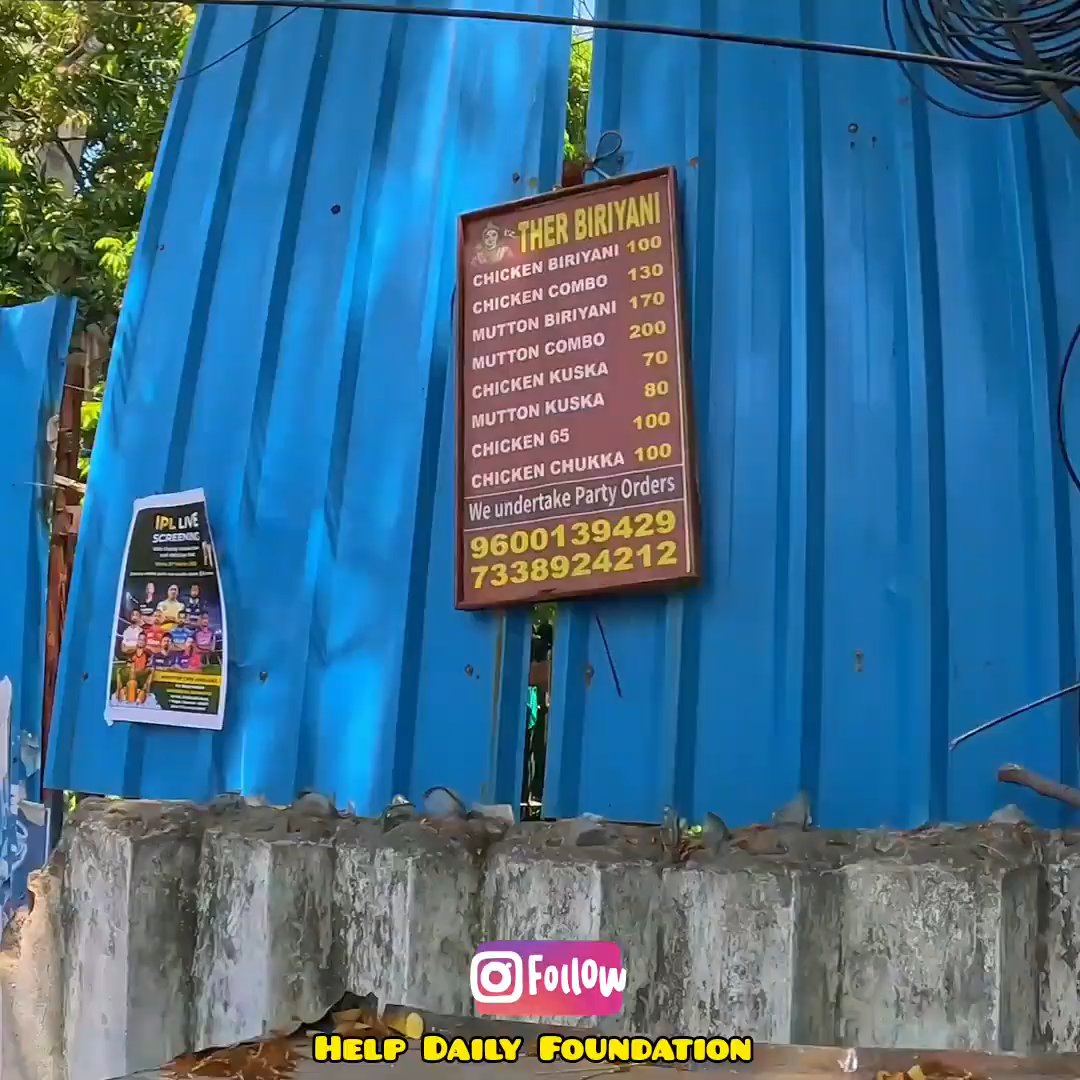 THER BIRIYANI
CHICKEN BIRIYANI 100
CHICKEN COMBO 130
MUTTON BIRIYANI 170
MUTTON COMBO 200
CHICKEN KUSKA 70
MUTTON KUSKA 80
CHICKEN 65 100
CHICKEN CHUKKA 100
We undertake Party Orders
9600139429
7338924212
IPL LIVE
SCREENING
Follow
HELP DAILY FOUNDATION